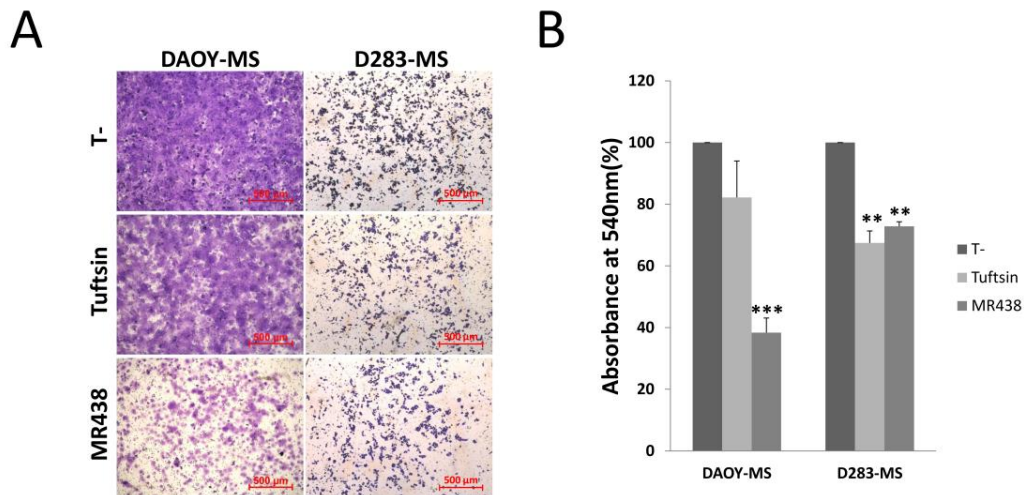 A
DAOY-MS D283-MS
T-
500 µm 500 µm
Tuftsin
500 µm 500 µm
MR438
500 µm 500 µm
B
Absorbance at 540nm(%)
120
100
80
60
40
20
0
***
** **
DAOY-MS D283-MS
T-
Tuftsin
MR438